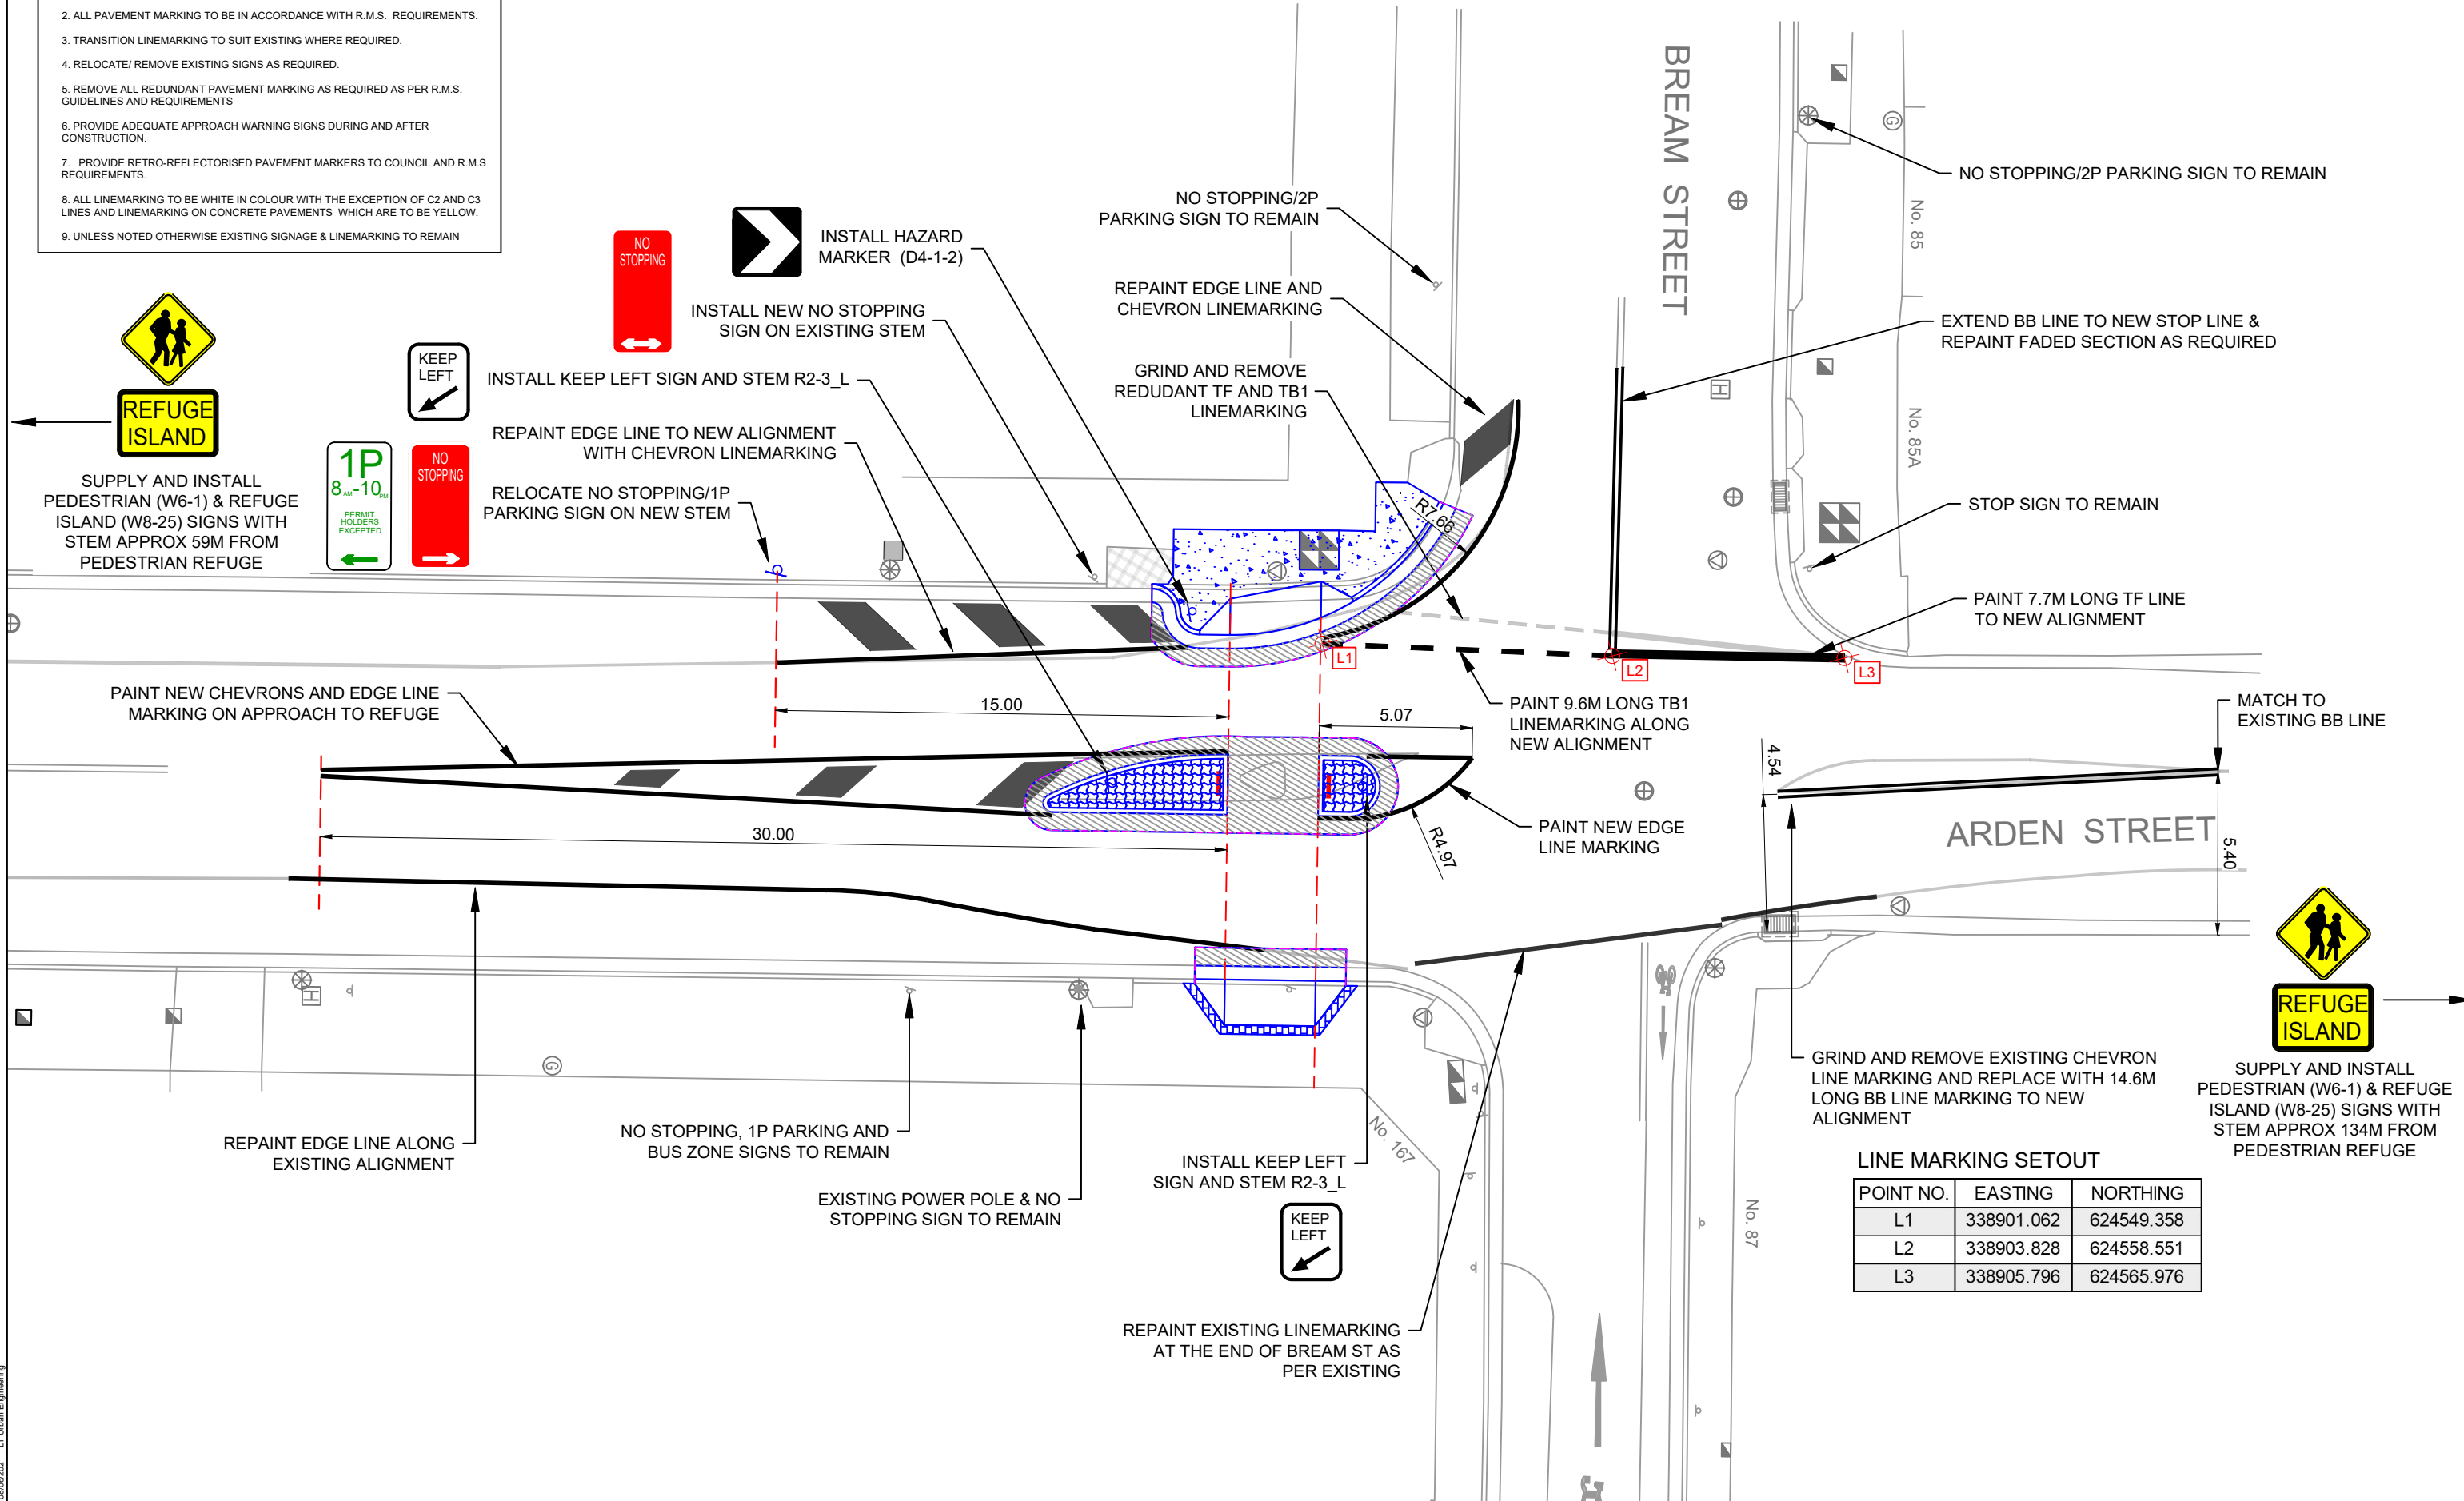 2. ALL PAVEMENT MARKING TO BE IN ACCORDANCE WITH R.M.S. REQUIREMENTS.
3. TRANSITION LINEMARKING TO SUIT EXISTING WHERE REQUIRED.
4. RELOCATE/ REMOVE EXISTING SIGNS AS REQUIRED.
5. REMOVE ALL REDUNDANT PAVEMENT MARKING AS REQUIRED AS PER R.M.S.
GUIDELINES AND REQUIREMENTS
6. PROVIDE ADEQUATE APPROACH WARNING SIGNS DURING AND AFTER
CONSTRUCTION.
7. PROVIDE RETRO-REFLECTORISED PAVEMENT MARKERS TO COUNCIL AND R.M.S
REQUIREMENTS.
8. ALL LINEMARKING TO BE WHITE IN COLOUR WITH THE EXCEPTION OF C2 AND C3
LINES AND LINEMARKING ON CONCRETE PAVEMENTS WHICH ARE TO BE YELLOW.
9. UNLESS NOTED OTHERWISE EXISTING SIGNAGE & LINEMARKING TO REMAIN
REFUGE
ISLAND
SUPPLY AND INSTALL
PEDESTRIAN (W6-1) & REFUGE
ISLAND (W8-25) SIGNS WITH
STEM APPROX 59M FROM
PEDESTRIAN REFUGE
1P
8AM-10PM
PERMIT
HOLDERS
EXCEPTED
NO
STOPPING
KEEP
LEFT
NO
STOPPING
INSTALL HAZARD
MARKER (D4-1-2)
INSTALL NEW NO STOPPING
SIGN ON EXISTING STEM
INSTALL KEEP LEFT SIGN AND STEM R2-3_L
REPAINT EDGE LINE TO NEW ALIGNMENT
WITH CHEVRON LINEMARKING
RELOCATE NO STOPPING/1P
PARKING SIGN ON NEW STEM
NO STOPPING/2P
PARKING SIGN TO REMAIN
REPAINT EDGE LINE AND
CHEVRON LINEMARKING
GRIND AND REMOVE
REDUDANT TF AND TB1
LINEMARKING
R7.66
BREAM STREET
NO STOPPING/2P PARKING SIGN TO REMAIN
G
No. 85
EXTEND BB LINE TO NEW STOP LINE &
REPAINT FADED SECTION AS REQUIRED
H
No. 85A
STOP SIGN TO REMAIN
PAINT 7.7M LONG TF LINE
TO NEW ALIGNMENT
L1
L2
L3
PAINT NEW CHEVRONS AND EDGE LINE
MARKING ON APPROACH TO REFUGE
15.00
5.07
PAINT 9.6M LONG TB1
LINEMARKING ALONG
NEW ALIGNMENT
MATCH TO
EXISTING BB LINE
4.54
30.00
R4.97
PAINT NEW EDGE
LINE MARKING
ARDEN STREET
5.40
H
G
REFUGE
ISLAND
SUPPLY AND INSTALL
PEDESTRIAN (W6-1) & REFUGE
ISLAND (W8-25) SIGNS WITH
STEM APPROX 134M FROM
PEDESTRIAN REFUGE
GRIND AND REMOVE EXISTING CHEVRON
LINE MARKING AND REPLACE WITH 14.6M
LONG BB LINE MARKING TO NEW
ALIGNMENT
REPAINT EDGE LINE ALONG
EXISTING ALIGNMENT
NO STOPPING, 1P PARKING AND
BUS ZONE SIGNS TO REMAIN
EXISTING POWER POLE & NO
STOPPING SIGN TO REMAIN
No. 167
INSTALL KEEP LEFT
SIGN AND STEM R2-3_L
KEEP
LEFT
No. 87
REPAINT EXISTING LINEMARKING
AT THE END OF BREAM ST AS
PER EXISTING
LINE MARKING SETOUT
POINT NO. EASTING NORTHING
L1 338901.062 624549.358
L2 338903.828 624558.551
L3 338905.796 624565.976